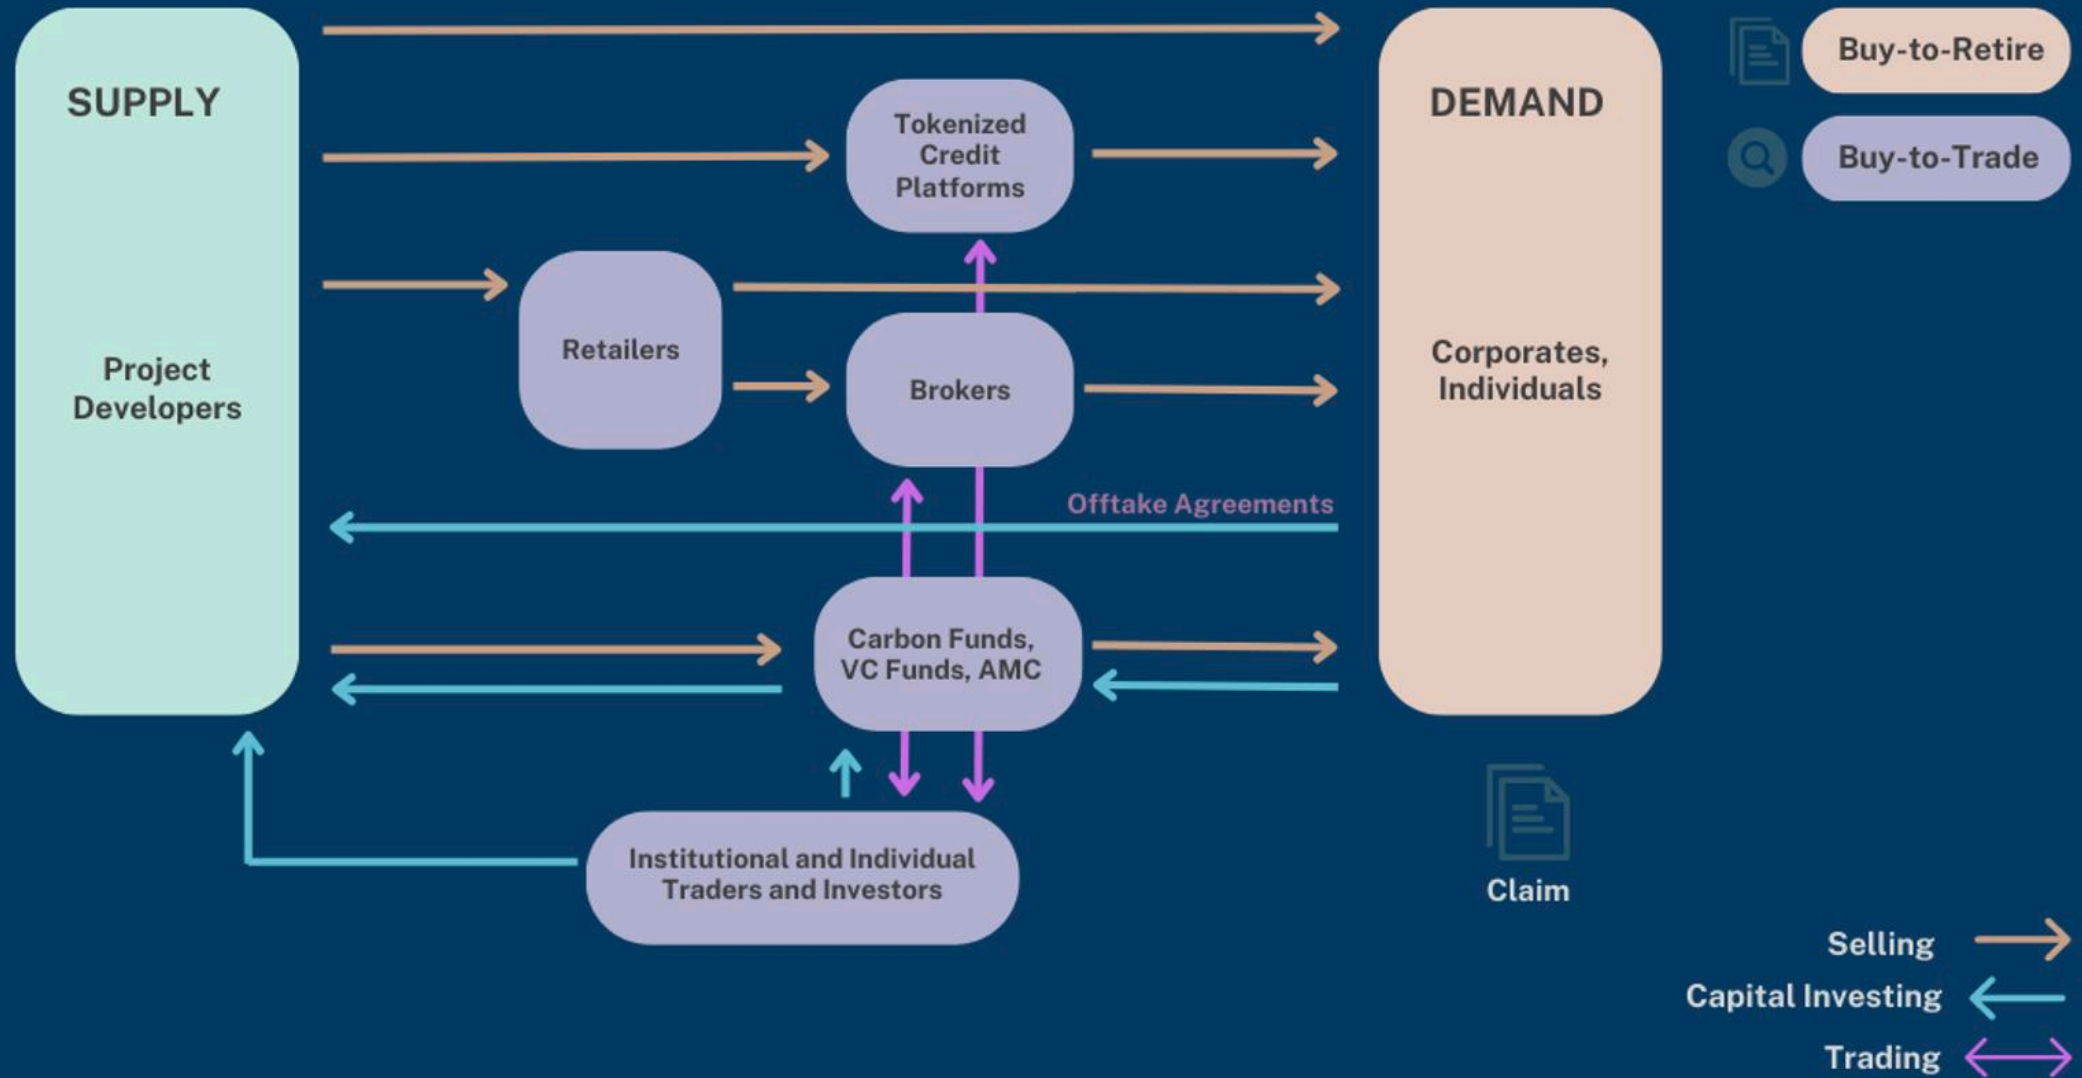 SUPPLY
Project
Developers
Tokenized
Credit
Platforms
Retailers
Brokers
Offtake Agreements
Carbon Funds,
VC Funds, AMC
Institutional and Individual
Traders and Investors
DEMAND
Corporates,
Individuals
Claim
Buy-to-Retire
Buy-to-Trade
Selling
Capital Investing
Trading